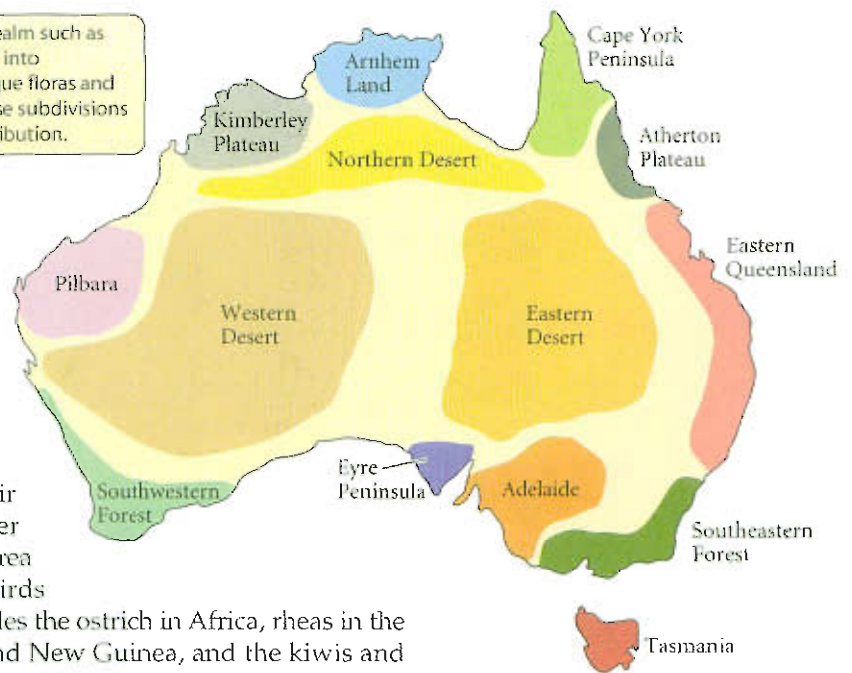 ealm such as
into
que floras and
se subdivisions
ibution.
Cape York
Peninsula
Arnhem
Land
Kimberley
Plateau
Atherton
Plateau
Northern Desert
Eastern
Queensland
Pilbara
Western
Desert
Eastern
Desert
Eyre
Peninsula
Adelaide
Southwestern
Forest
Southeastern
Forest
Tasmania
ir
er
rea
irds
les the ostrich in Africa, rheas in the
nd New Guinea, and the kiwis and